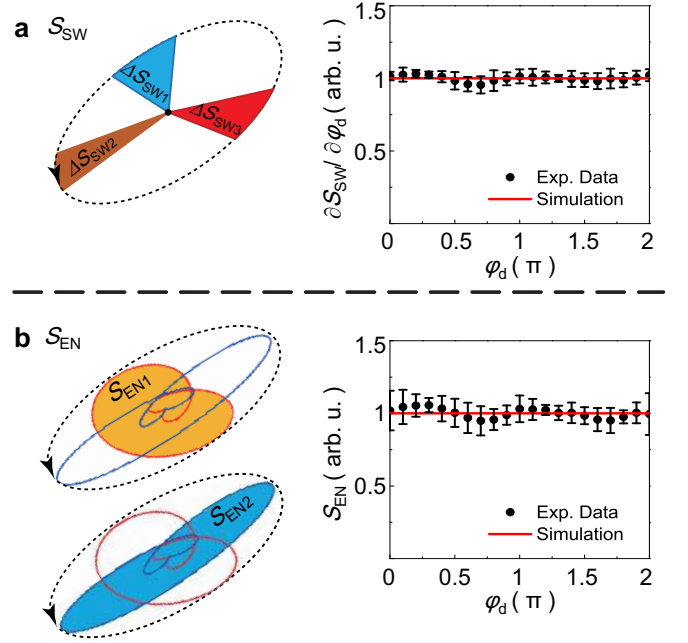 a S_SW
ΔS_SW1
ΔS_SW2
ΔS_SW3
∂S_SW / ∂φ_d ( arb. u. )
1.5
1
0.5
Exp. Data
Simulation
0 0.5 1 1.5 2
φ_d ( π )
b S_EN
S_EN1
S_EN2
S_EN ( arb. u. )
1.5
1
0.5
Exp. Data
Simulation
0 0.5 1 1.5 2
φ_d ( π )